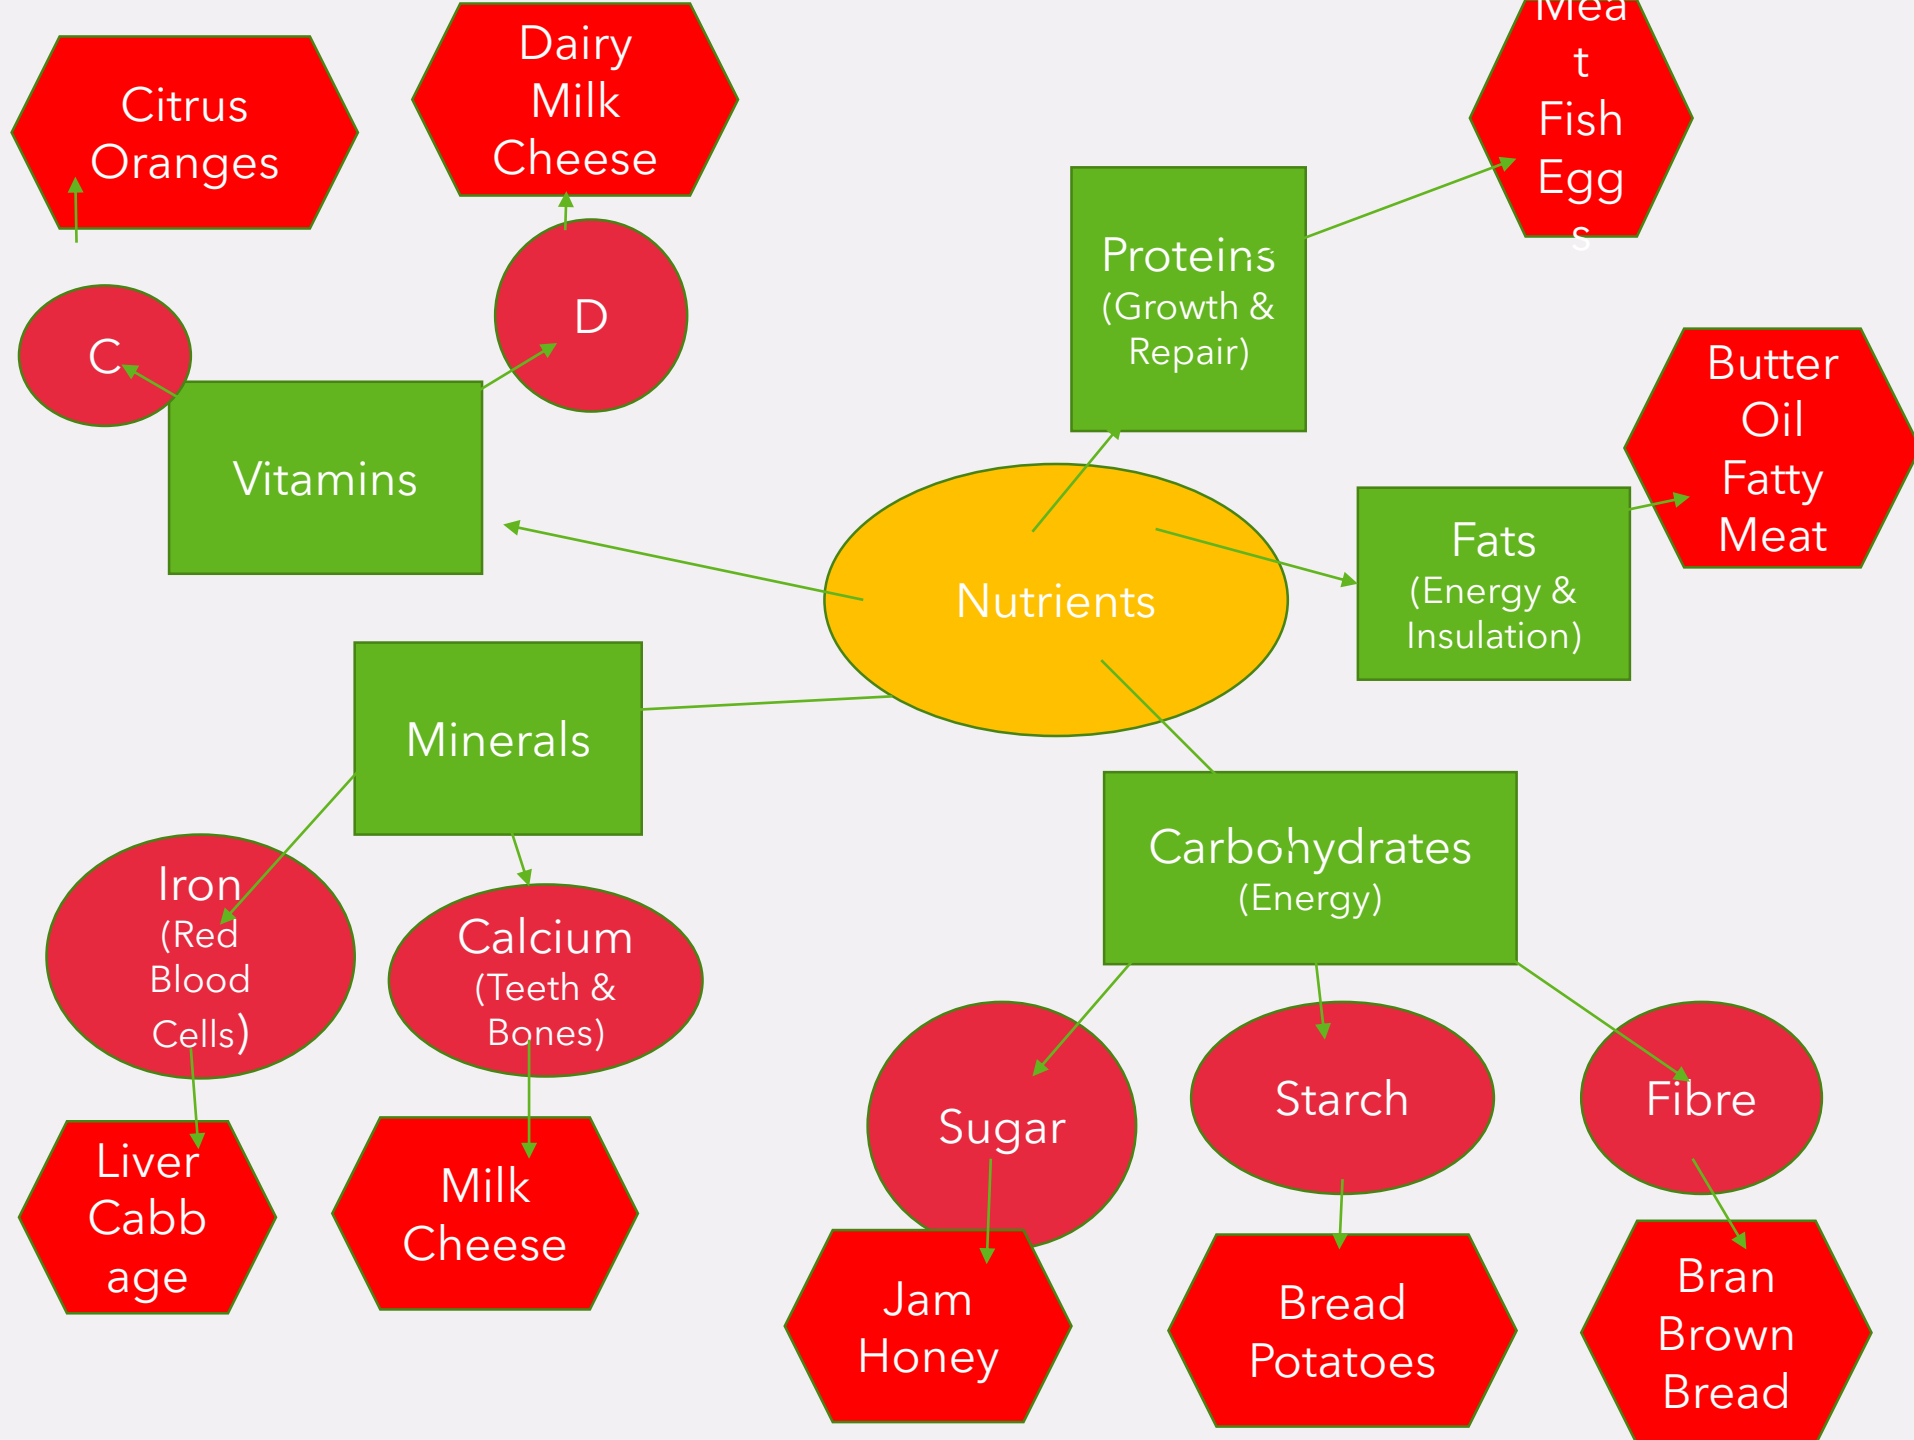 Citrus
Oranges
Dairy
Milk
Cheese
Mea
t
Fish
Egg
s
Proteins
(Growth &
Repair)
C
D
Vitamins
Butter
Oil
Fatty
Meat
Fats
(Energy &
Insulation)
Nutrients
Minerals
Carbohydrates
(Energy)
Iron
(Red
Blood
Cells)
Calcium
(Teeth &
Bones)
Sugar
Starch
Fibre
Liver
Cabb
age
Milk
Cheese
Jam
Honey
Bread
Potatoes
Bran
Brown
Bread